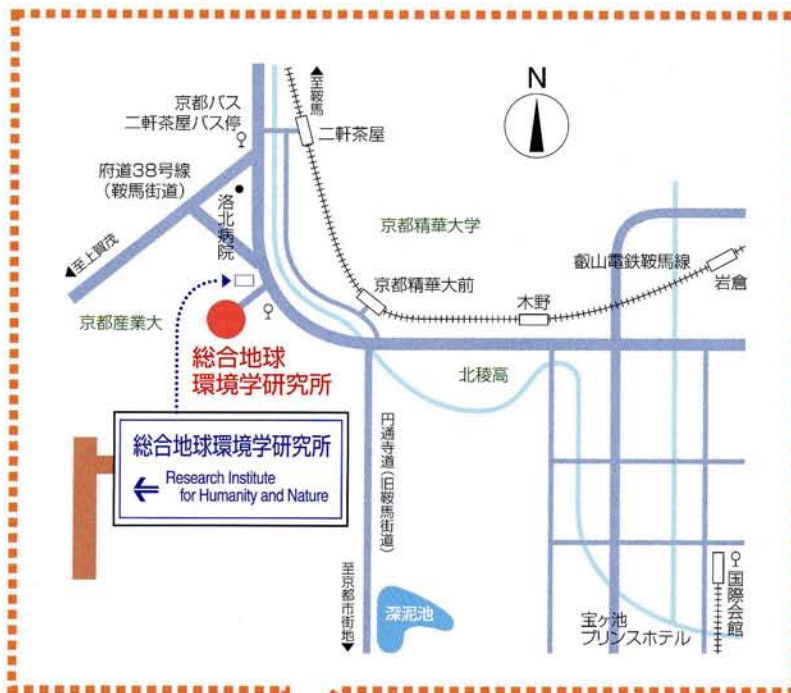 N
▲至鞍馬
京都バス
二軒茶屋バス停
二軒茶屋
府道38号線
(鞍馬街道)
洛北病院
京都精華大学
▲至上賀茂
叡山電鉄鞍馬線
岩倉
京都精華大前
木野
京都産業大
総合地球
環境学研究所
北稜高
総合地球環境学研究所
← Research Institute
for Humanity and Nature
円通寺道(旧鞍馬街道)
至京都市街地▼
深泥池
宝ヶ池
プリンスホテル
国際会館